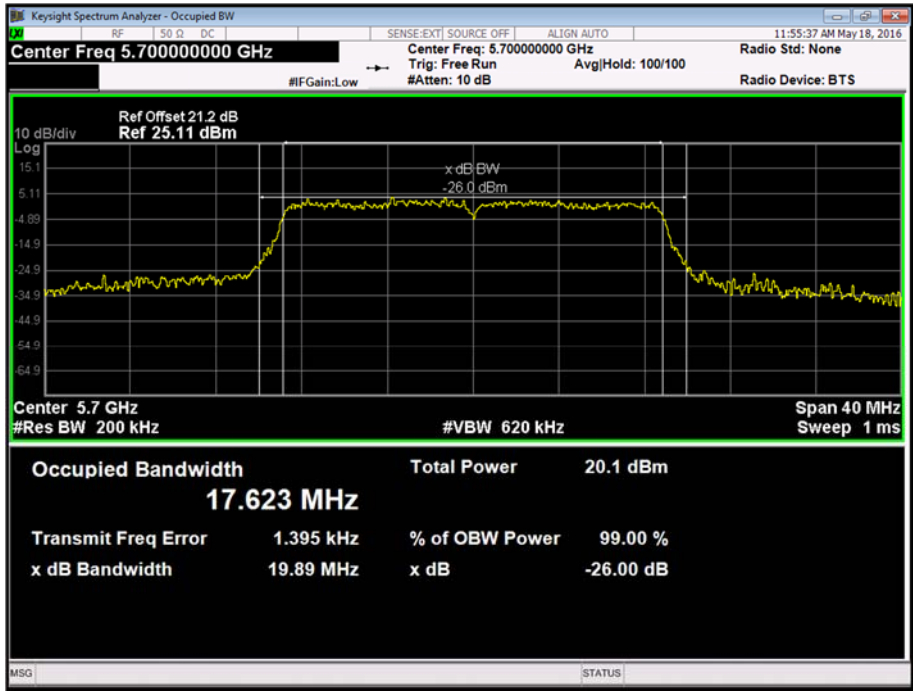 Keysight Spectrum Analyzer - Occupied BW
LXI RF 50 Ω DC SENSE:EXT SOURCE OFF ALIGN AUTO 11:55:37 AM May 18, 2016
Center Freq 5.700000000 GHz Center Freq: 5.700000000 GHz Radio Std: None
Trig: Free Run Avg|Hold: 100/100
#IFGain:Low #Atten: 10 dB Radio Device: BTS
Ref Offset 21.2 dB
10 dB/div Ref 25.11 dBm
Log
15.1
x dB BW
5.11
-26.0 dBm
-4.89
-14.9
-24.9
-34.9
-44.9
-54.9
-64.9
Center 5.7 GHz Span 40 MHz
#Res BW 200 kHz #VBW 620 kHz Sweep 1 ms
Occupied Bandwidth Total Power 20.1 dBm
17.623 MHz
Transmit Freq Error 1.395 kHz % of OBW Power 99.00 %
x dB Bandwidth 19.89 MHz x dB -26.00 dB
MSG STATUS